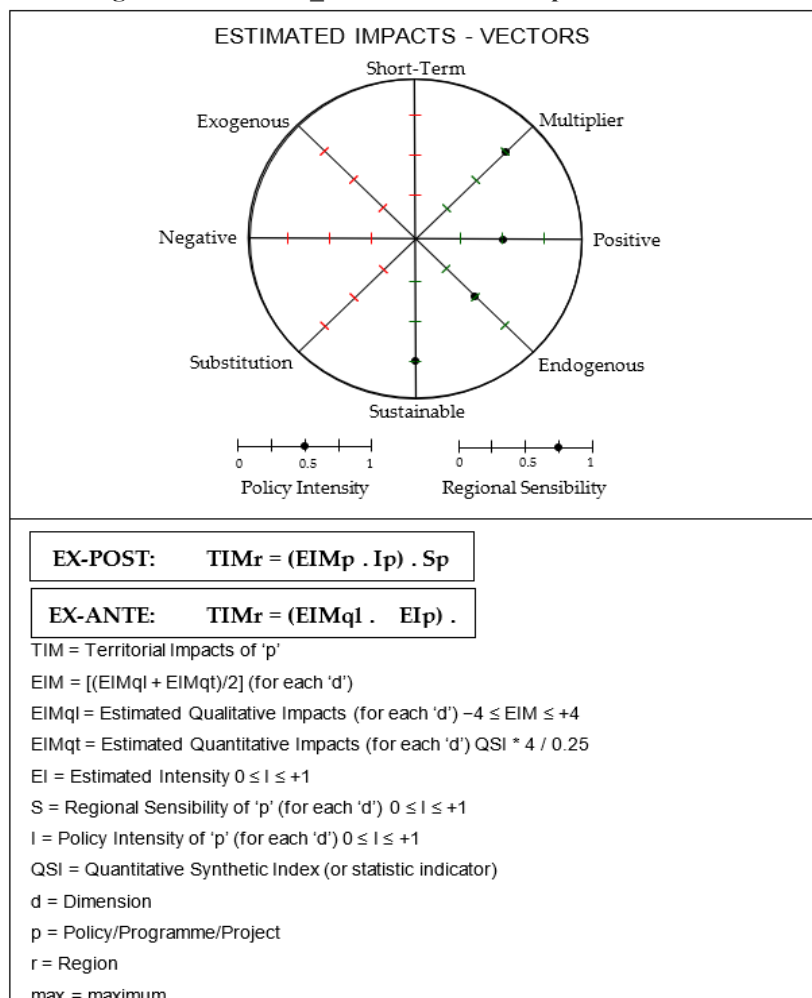 ESTIMATED IMPACTS - VECTORS
Short-Term
Exogenous
Multiplier
Negative
Positive
Substitution
Endogenous
Sustainable
0 0.5 1
Policy Intensity
0 0.5 1
Regional Sensibility
EX-POST: TIMr = (EIMp . Ip) . Sp
EX-ANTE: TIMr = (EIMql . EIp) .
TIM = Territorial Impacts of ‘p’
EIM = [(EIMql + EIMqt)/2] (for each ‘d’)
EIMql = Estimated Qualitative Impacts (for each ‘d’) −4 ≤ EIM ≤ +4
EIMqt = Estimated Quantitative Impacts (for each ‘d’) QSI * 4 / 0.25
EI = Estimated Intensity 0 ≤ I ≤ +1
S = Regional Sensibility of ‘p’ (for each ‘d’) 0 ≤ I ≤ +1
I = Policy Intensity of ‘p’ (for each ‘d’) 0 ≤ I ≤ +1
QSI = Quantitative Synthetic Index (or statistic indicator)
d = Dimension
p = Policy/Programme/Project
r = Region
max = maximum